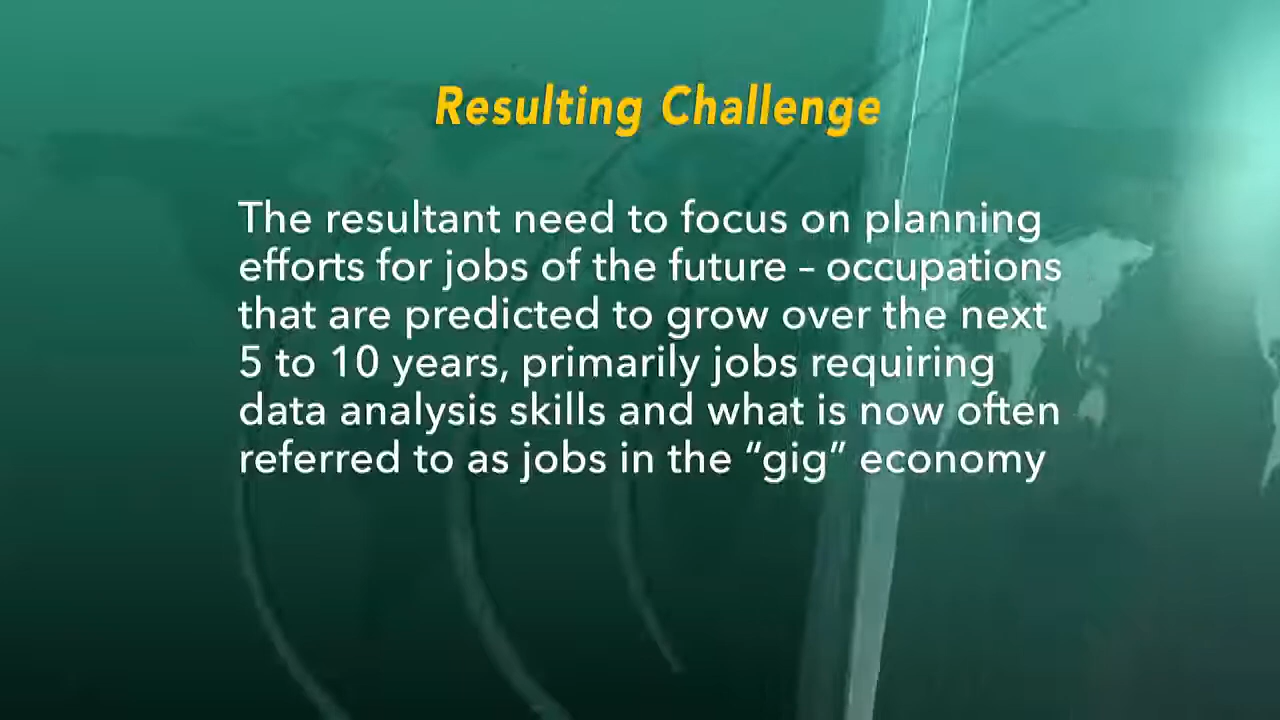 Resulting Challenge
The resultant need to focus on planning
efforts for jobs of the future – occupations
that are predicted to grow over the next
5 to 10 years, primarily jobs requiring
data analysis skills and what is now often
referred to as jobs in the “gig” economy